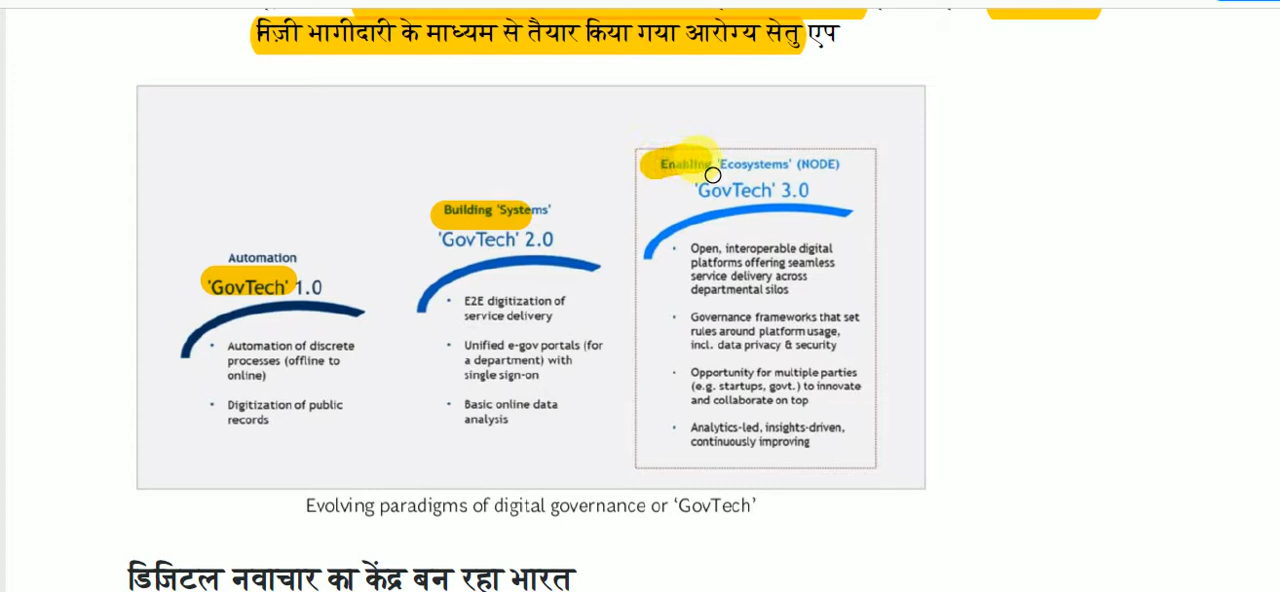 निज़ी भागीदारी के माध्यम से तैयार किया गया आरोग्य सेतु एप
Automation
'GovTech' 1.0
• Automation of discrete
processes (offline to
online)
• Digitization of public
records
Building 'Systems'
'GovTech' 2.0
• E2E digitization of
service delivery
• Unified e-gov portals (for
a department) with
single sign-on
• Basic online data
analysis
Enabling 'Ecosystems' (NODE)
'GovTech' 3.0
• Open, interoperable digital
platforms offering seamless
service delivery across
departmental silos
• Governance frameworks that set
rules around platform usage,
incl. data privacy & security
• Opportunity for multiple parties
(e.g. startups, govt.) to innovate
and collaborate on top
• Analytics-led, insights-driven,
continuously improving
Evolving paradigms of digital governance or 'GovTech'
डिजिटल नवाचार का केंद्र बन रहा भारत